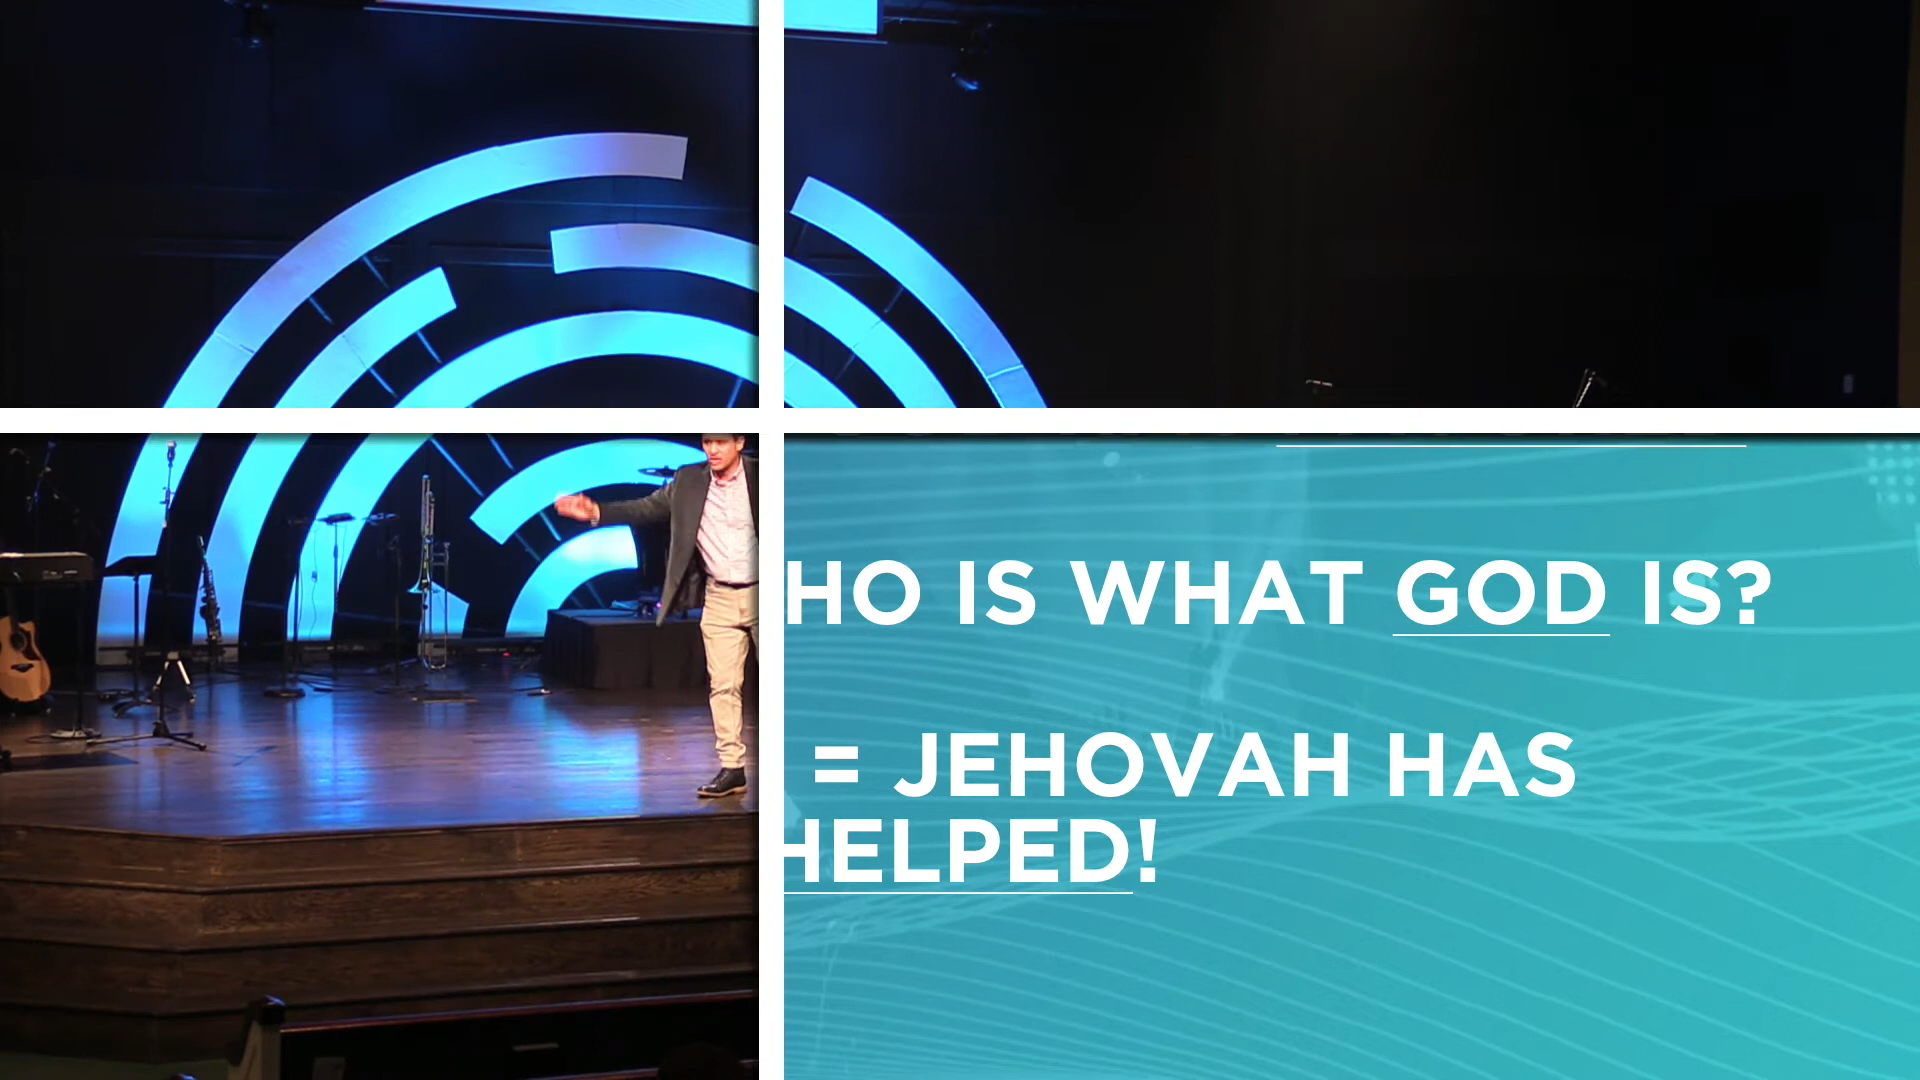 HO IS WHAT GOD IS?
= JEHOVAH HAS
HELPED!